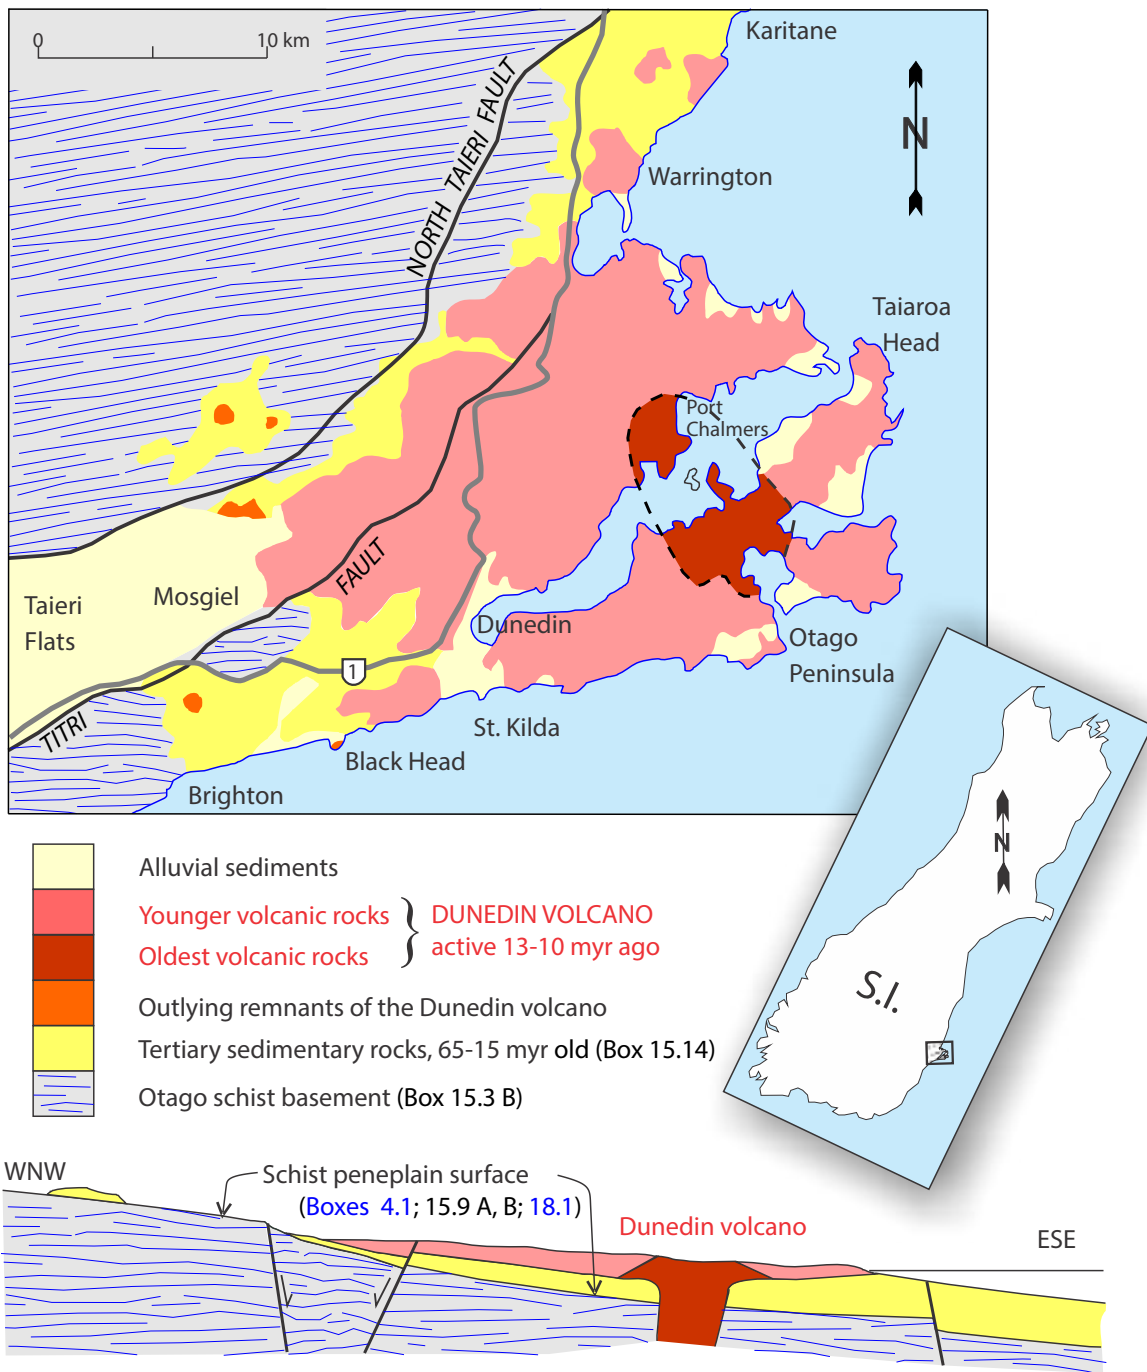 0 10 km
Karitane
N
NORTH TAIERI FAULT
Warrington
Taiaroa
Head
Port
Chalmers
FAULT
Mosgiel
Taieri
Flats
Dunedin
Otago
Peninsula
1
TITRI
St. Kilda
Black Head
Brighton
N
S.I.
Alluvial sediments
Younger volcanic rocks
Oldest volcanic rocks
} DUNEDIN VOLCANO
active 13-10 myr ago
Outlying remnants of the Dunedin volcano
Tertiary sedimentary rocks, 65-15 myr old (Box 15.14)
Otago schist basement (Box 15.3 B)
WNW
Schist peneplain surface
(Boxes 4.1; 15.9 A, B; 18.1)
Dunedin volcano
ESE